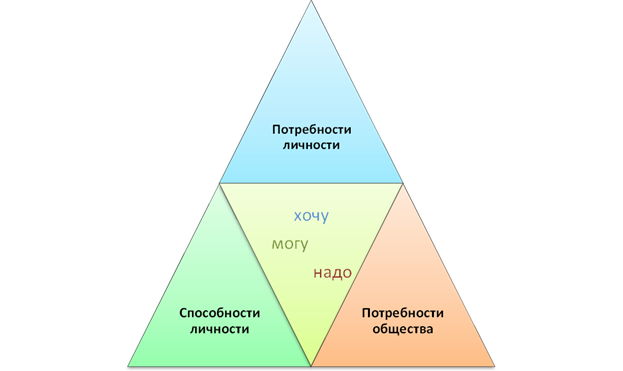 Потребности
личности
хочу
могу
надо
Способности
личности
Потребности
общества